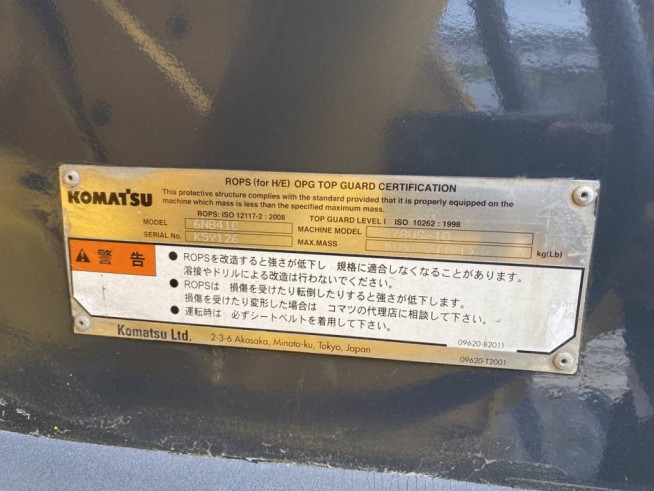 ROPS (for H/E) OPG TOP GUARD CERTIFICATION
KOMATSU
This protective structure complies with the standard provided that it is properly equipped on the
machine which mass is less than the specified maximum mass.
ROPS: ISO 12117-2 : 2008 TOP GUARD LEVEL I ISO 10262 : 1998
MODEL 6NB41C MACHINE MODEL
SERIAL No. K59126 MAX.MASS kg(Lb)
警告
● ROPSを改造すると強さが低下し 規格に適合しなくなることがあります。
溶接やドリルによる改造は行わないでください。
● ROPSは 損傷を受けたり転倒したりすると強さが低下します。
損傷を受けたり変形した場合は コマツの代理店に相談して下さい。
● 運転時は 必ずシートベルトを着用して下さい。
09620-B2011
Komatsu Ltd. 2-3-6 Akasaka, Minato-ku, Tokyo, Japan
09620-T2001